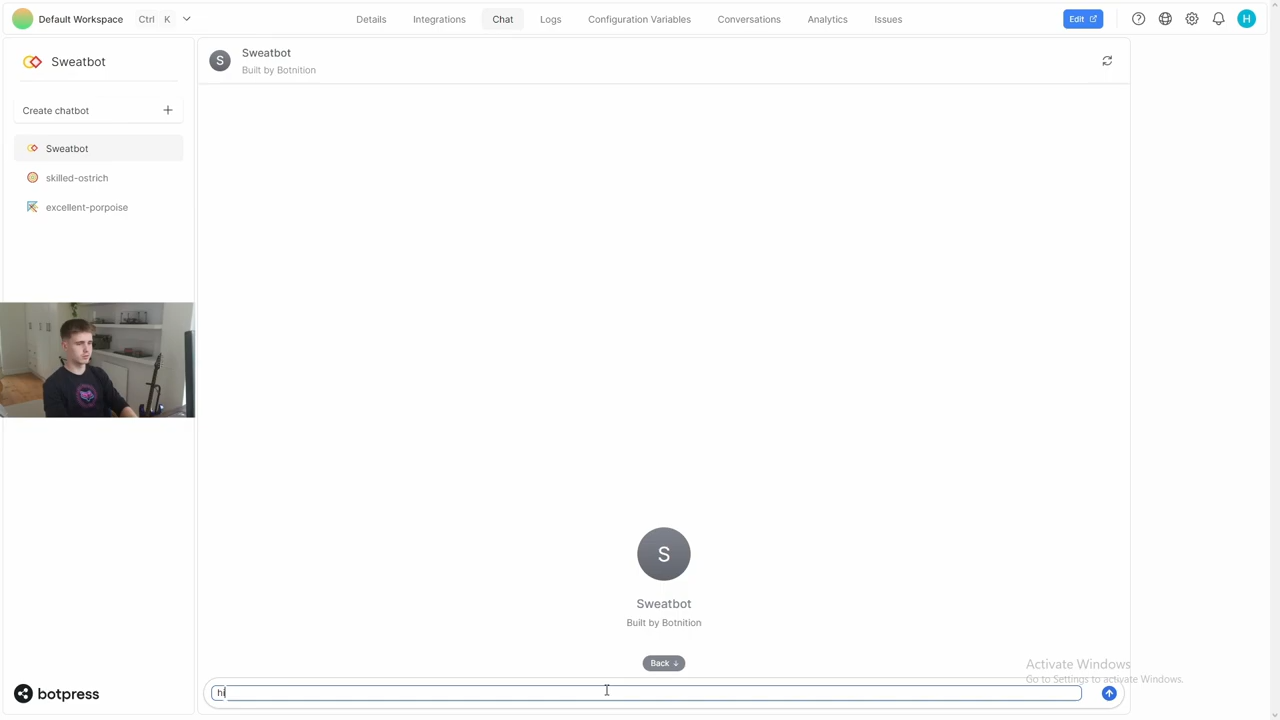 Default Workspace Ctrl K Details Integrations Chat Logs Configuration Variables Conversations Analytics Issues Edit H
Sweatbot
Create chatbot
Sweatbot
skilled-ostrich
excellent-porpoise
botpress
S
Sweatbot
Built by Botnition
S
Sweatbot
Built by Botnition
Back ↓
hi
Activate Windows
Go to Settings to activate Windows.